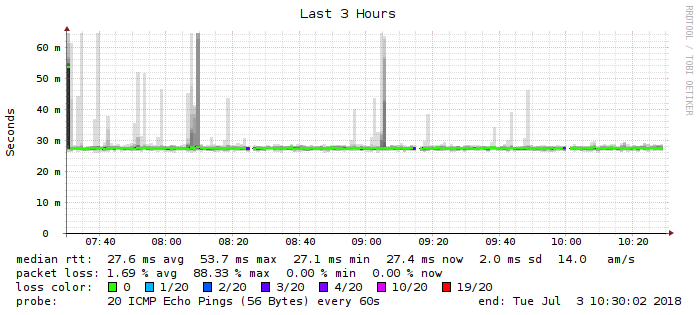 Last 3 Hours
RRDTOOL / TOBI OETIKER
Seconds
60 m
50 m
40 m
30 m
20 m
10 m
0
07:40 08:00 08:20 08:40 09:00 09:20 09:40 10:00 10:20
median rtt: 27.6 ms avg 53.7 ms max 27.1 ms min 27.4 ms now 2.0 ms sd 14.0 am/s
packet loss: 1.69 % avg 88.33 % max 0.00 % min 0.00 % now
loss color: 0 1/20 2/20 3/20 4/20 10/20 19/20
probe: 20 ICMP Echo Pings (56 Bytes) every 60s end: Tue Jul 3 10:30:02 2018